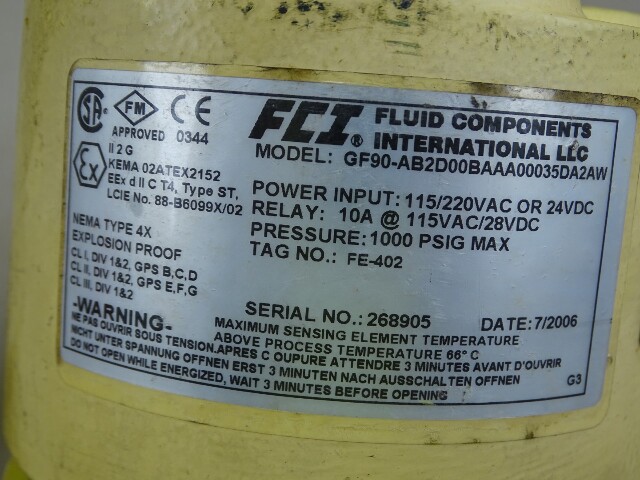 SA FM CE
APPROVED 0344
FCI® FLUID COMPONENTS
INTERNATIONAL LLC
MODEL: GF90-AB2D00BAAA00035DA2AW
Ex
II 2 G
KEMA 02ATEX2152
EEx d II C T4, Type ST,
LCIe No. 88-B6099X/02
POWER INPUT: 115/220VAC OR 24VDC
RELAY: 10A @ 115VAC/28VDC
PRESSURE: 1000 PSIG MAX
TAG NO.: FE-402
NEMA TYPE 4X
EXPLOSION PROOF
CL I, DIV 1&2, GPS B,C,D
CL II, DIV 1&2, GPS E,F,G
CL III, DIV 1&2
SERIAL NO.: 268905 DATE: 7/2006
MAXIMUM SENSING ELEMENT TEMPERATURE
ABOVE PROCESS TEMPERATURE 66°C
-WARNING-
NE PAS OUVRIR SOUS TENSION.APRES C OUPURE ATTENDRE 3 MINUTES AVANT D'OUVRIR
NICHT UNTER SPANNUNG OFFNEN ERST 3 MINUTEN NACH AUSSCHALTEN OFFNEN
DO NOT OPEN WHILE ENERGIZED, WAIT 3 MINUTES BEFORE OPENING
G3